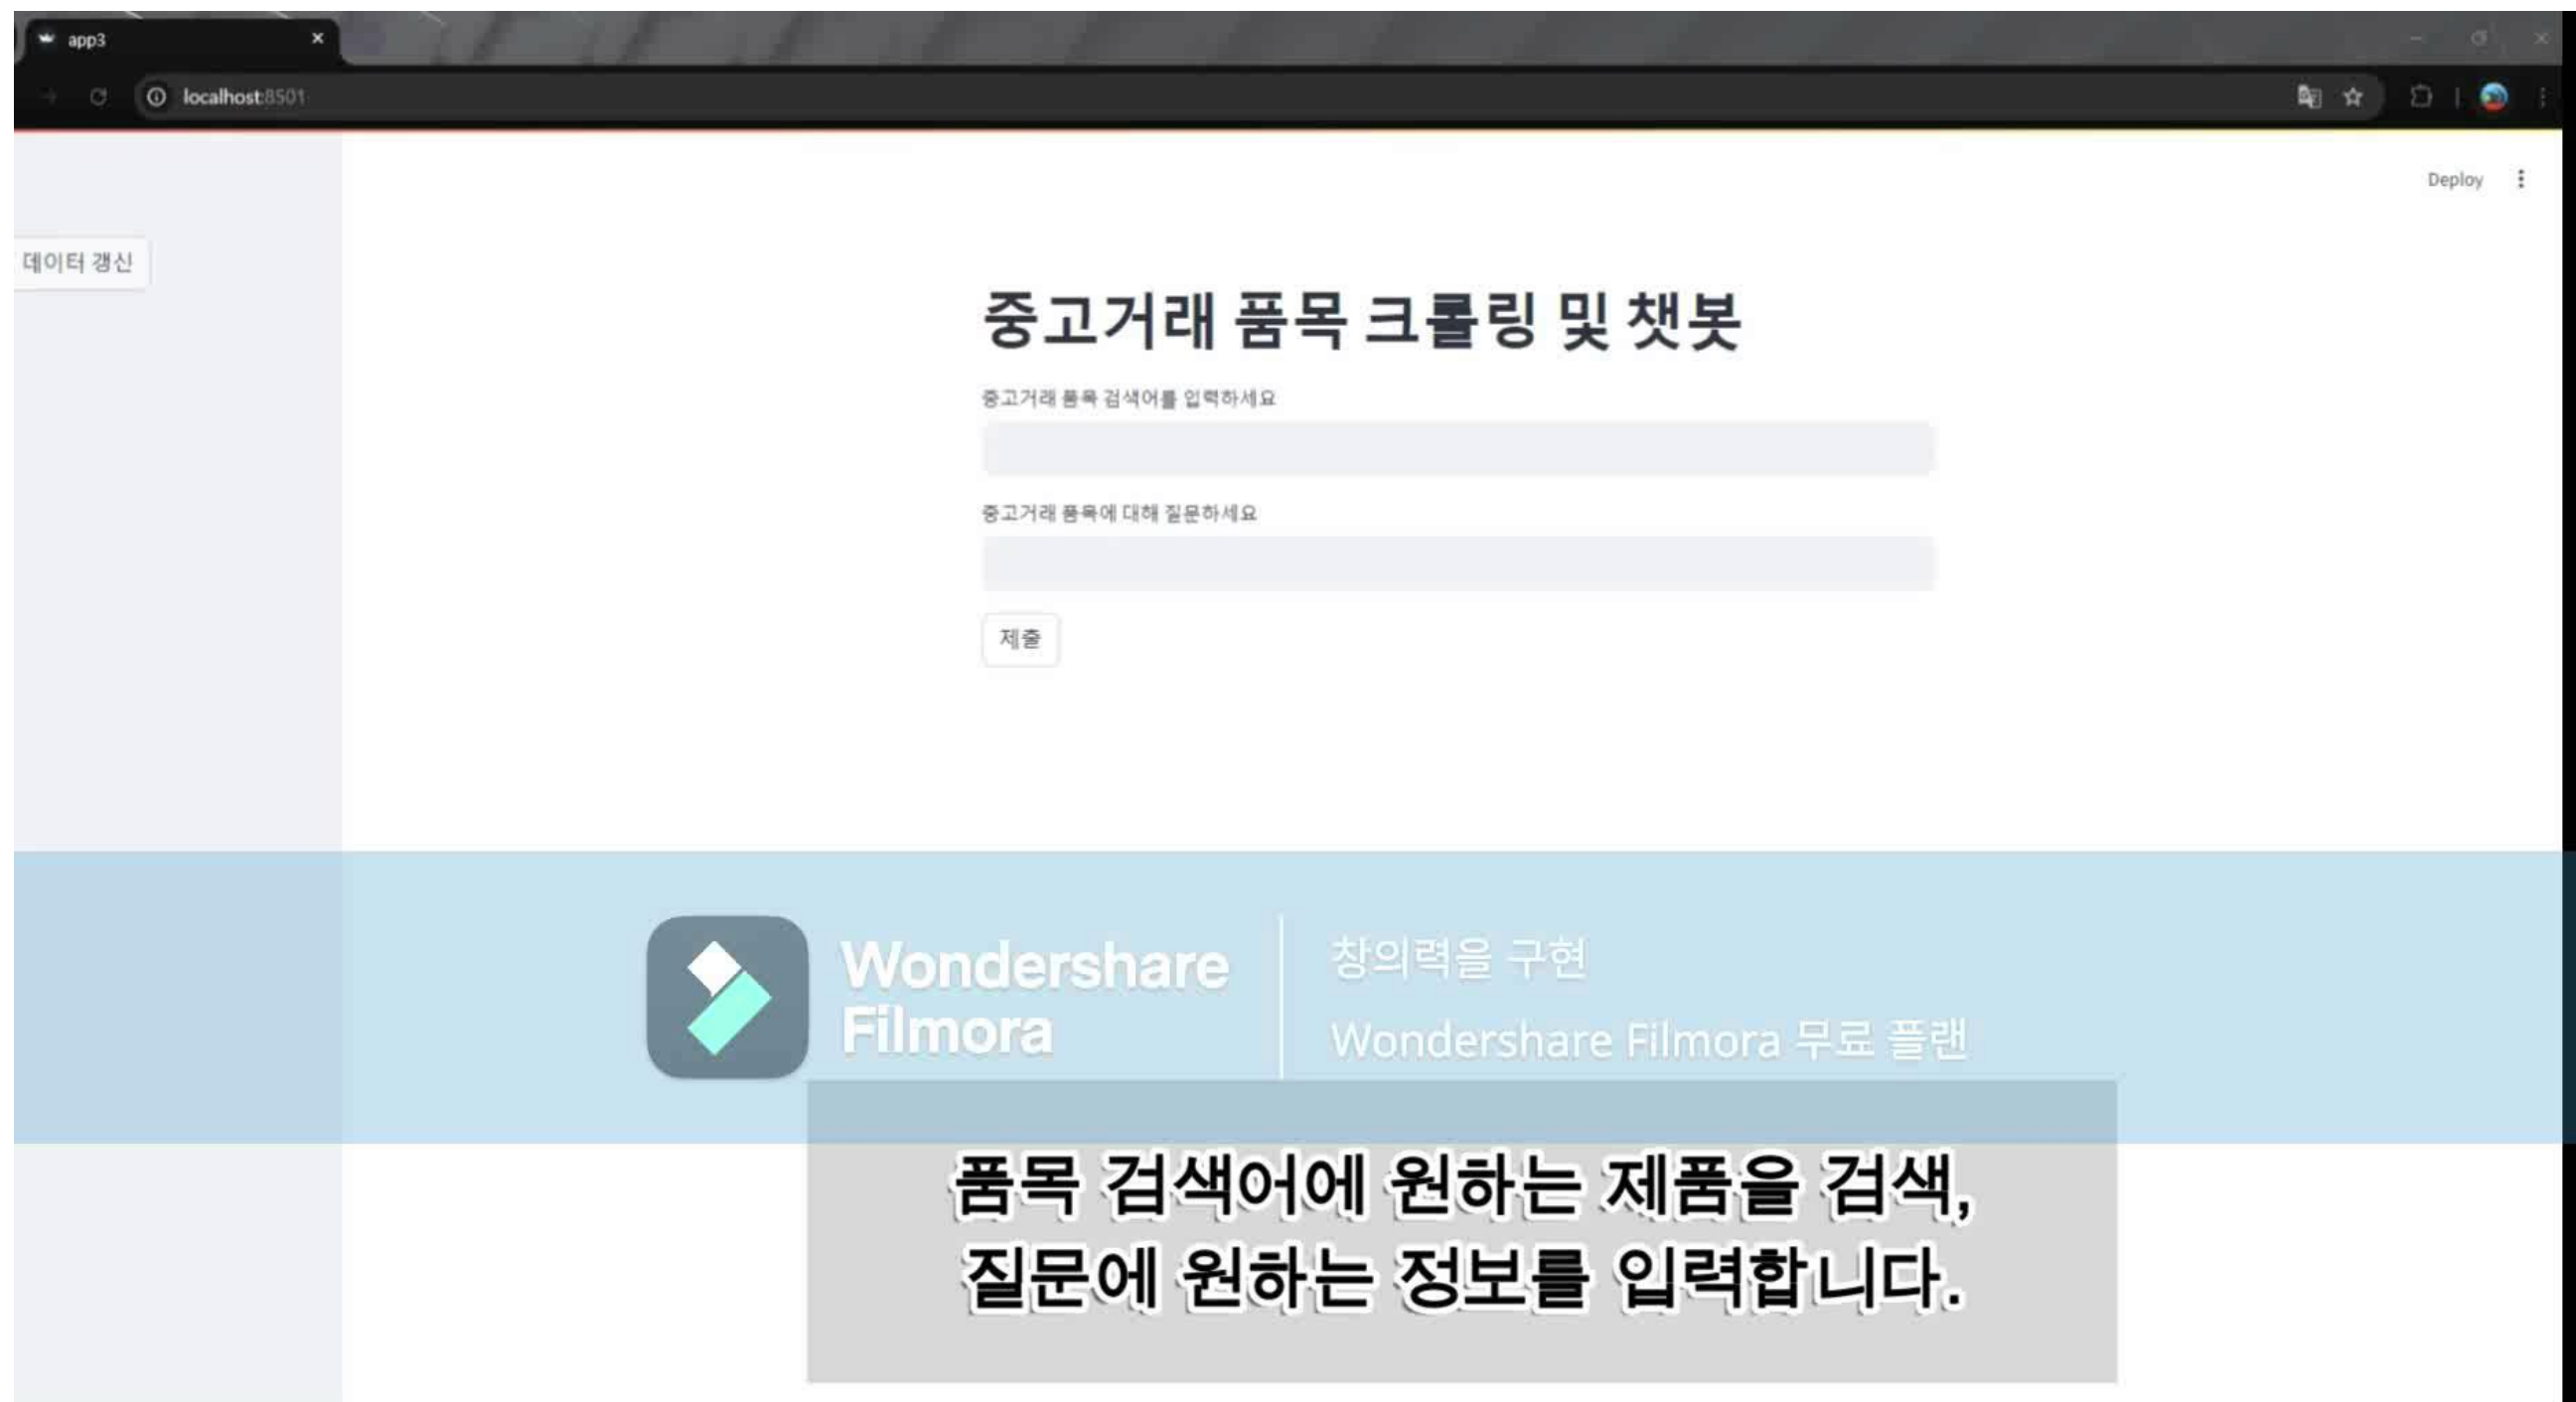 app3
localhost:8501
Deploy
데이터 갱신
중고거래 품목 크롤링 및 챗봇
중고거래 품목 검색어를 입력하세요
중고거래 품목에 대해 질문하세요
제출
Wondershare
Filmora
창의력을 구현
Wondershare Filmora 무료 플랜
품목 검색어에 원하는 제품을 검색,
질문에 원하는 정보를 입력합니다.